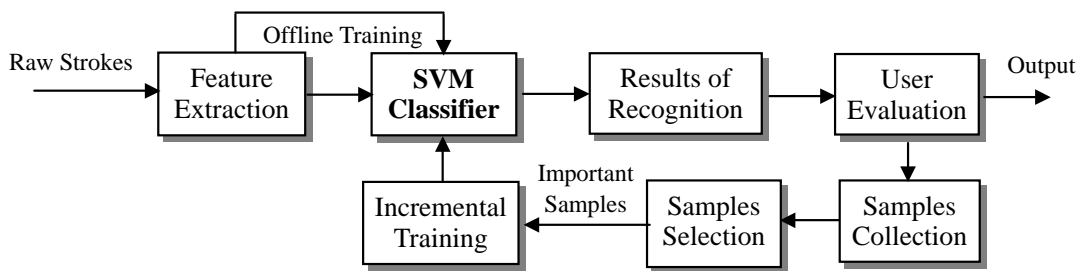 Offline Training
Raw Strokes
Feature
Extraction
SVM
Classifier
Results of
Recognition
User
Evaluation
Output
Incremental
Training
Important
Samples
Samples
Selection
Samples
Collection